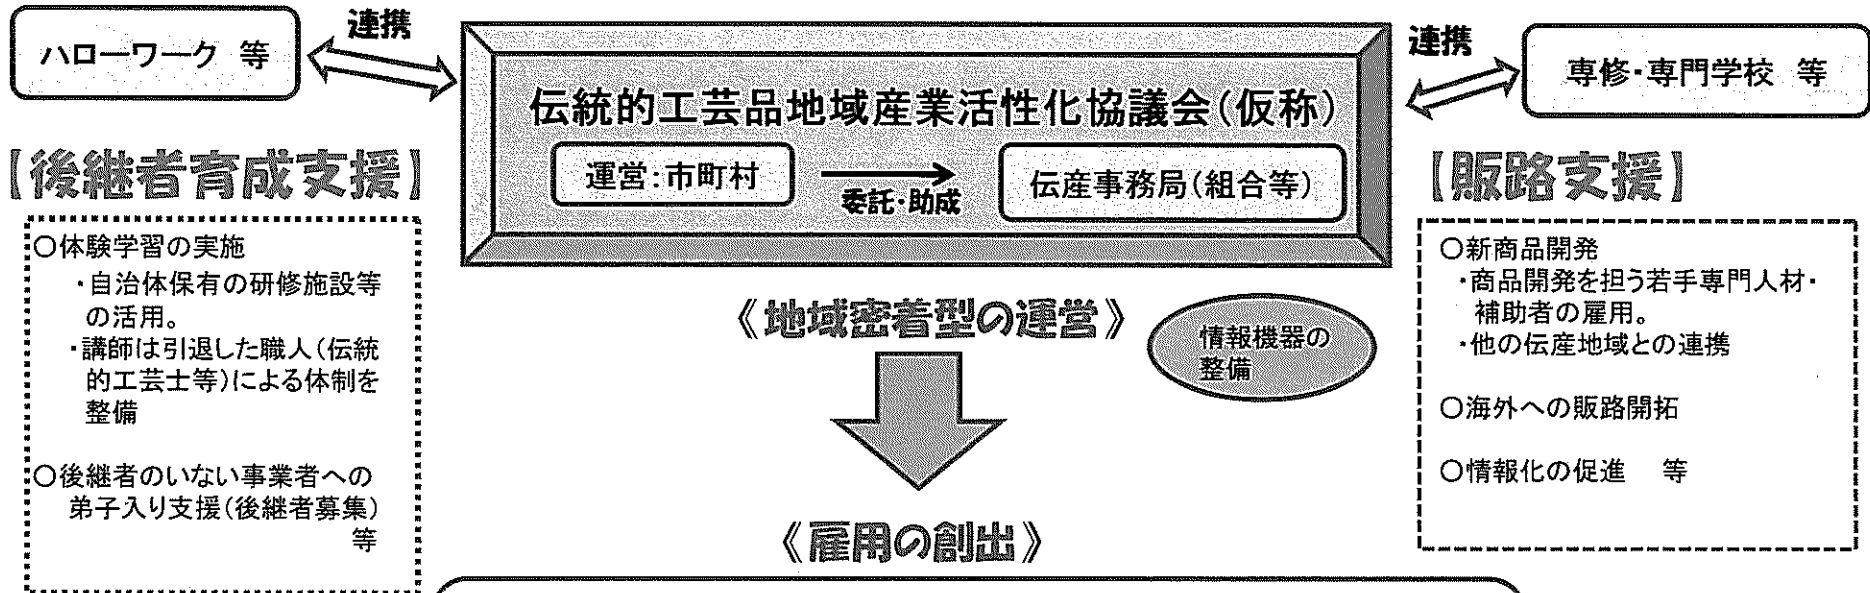 ハローワーク 等
連携
伝統的工芸品地域産業活性化協議会(仮称)
運営:市町村
委託・助成
伝産事務局(組合等)
連携
専修・専門学校 等
【後継者育成支援】
○体験学習の実施
・自治体保有の研修施設等
の活用。
・講師は引退した職人(伝統
的工芸士等)による体制を
整備
○後継者のいない事業者への
弟子入り支援(後継者募集)
等
《地域密着型の運営》
情報機器の
整備
《雇用の創出》
【販路支援】
○新商品開発
・商品開発を担う若手専門人材・
補助者の雇用。
・他の伝産地域との連携
○海外への販路開拓
○情報化の促進 等